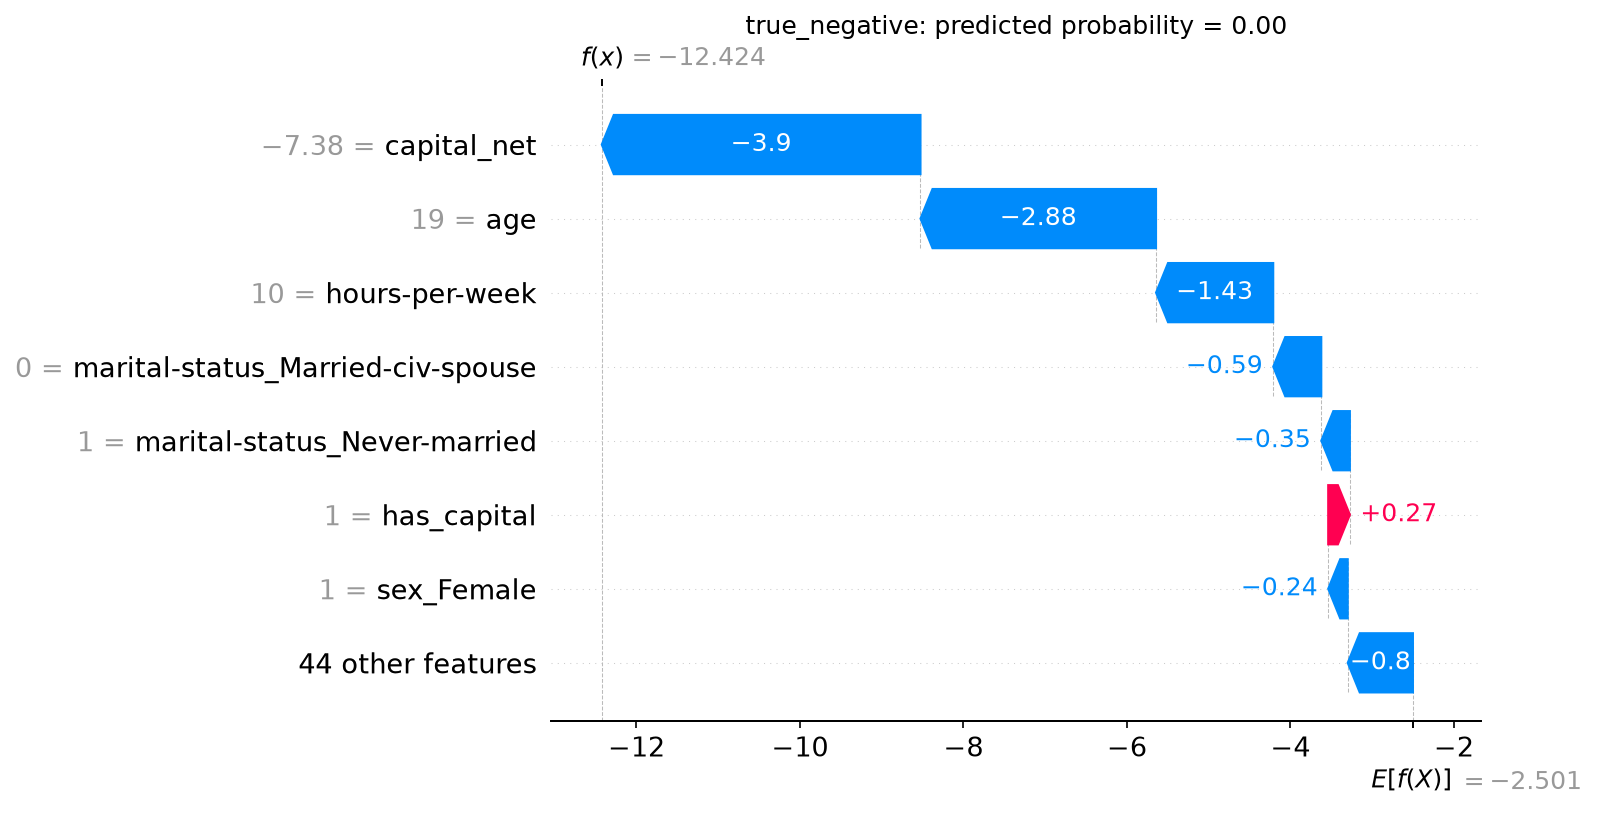 true_negative: predicted probability = 0.00
f(x) = −12.424
−7.38 = capital_net
−3.9
19 = age
−2.88
10 = hours-per-week
−1.43
0 = marital-status_Married-civ-spouse
−0.59
1 = marital-status_Never-married
−0.35
1 = has_capital
+0.27
1 = sex_Female
−0.24
44 other features
−0.8
−12 −10 −8 −6 −4 −2
E[f(X)] = −2.501